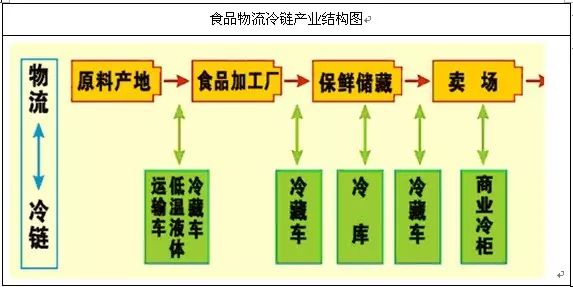 食品物流冷链产业结构图
物流
冷链
原料产地
食品加工厂
保鲜储藏
卖场
冷藏车
低温液体
运输车
冷藏车
冷库
冷藏车
商业冷柜